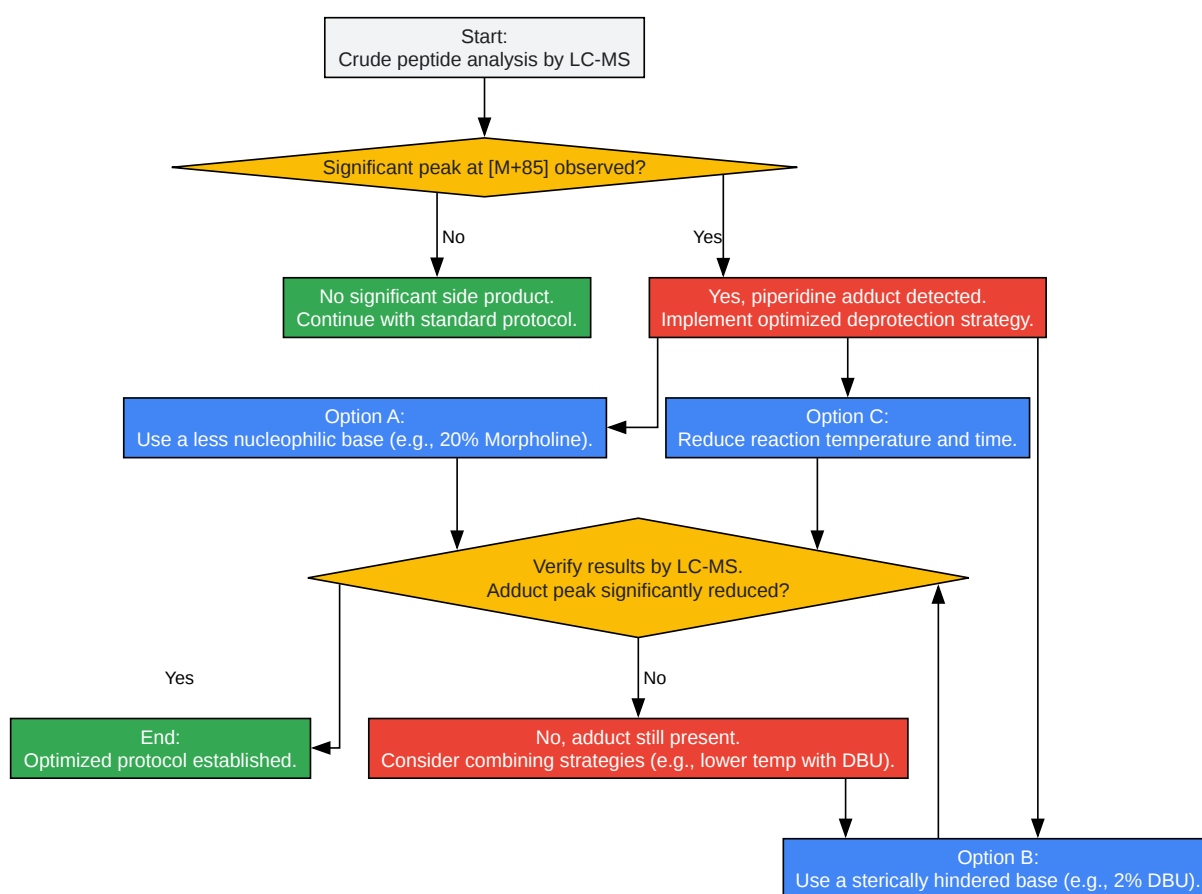 Start:
Crude peptide analysis by LC-MS
Significant peak at [M+85] observed?
No
Yes
No significant side product.
Continue with standard protocol.
Yes, piperidine adduct detected.
Implement optimized deprotection strategy.
Option A:
Use a less nucleophilic base (e.g., 20% Morpholine).
Option C:
Reduce reaction temperature and time.
Verify results by LC-MS.
Adduct peak significantly reduced?
Yes
No
End:
Optimized protocol established.
No, adduct still present.
Consider combining strategies (e.g., lower temp with DBU).
Option B:
Use a sterically hindered base (e.g., 2% DBU).